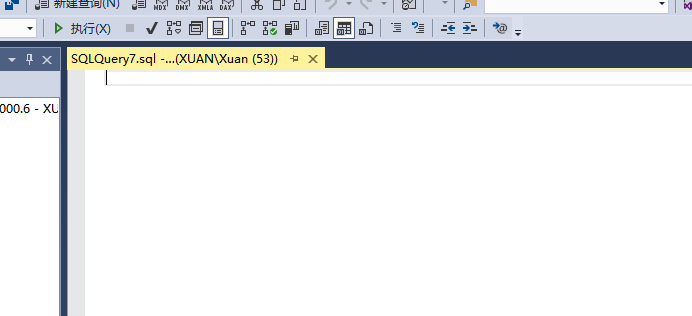 新建查询(N)
MDX DMX XMLA DAX
执行(X)
SQLQuery7.sql -...(XUAN\Xuan (53))
000.6 - XU